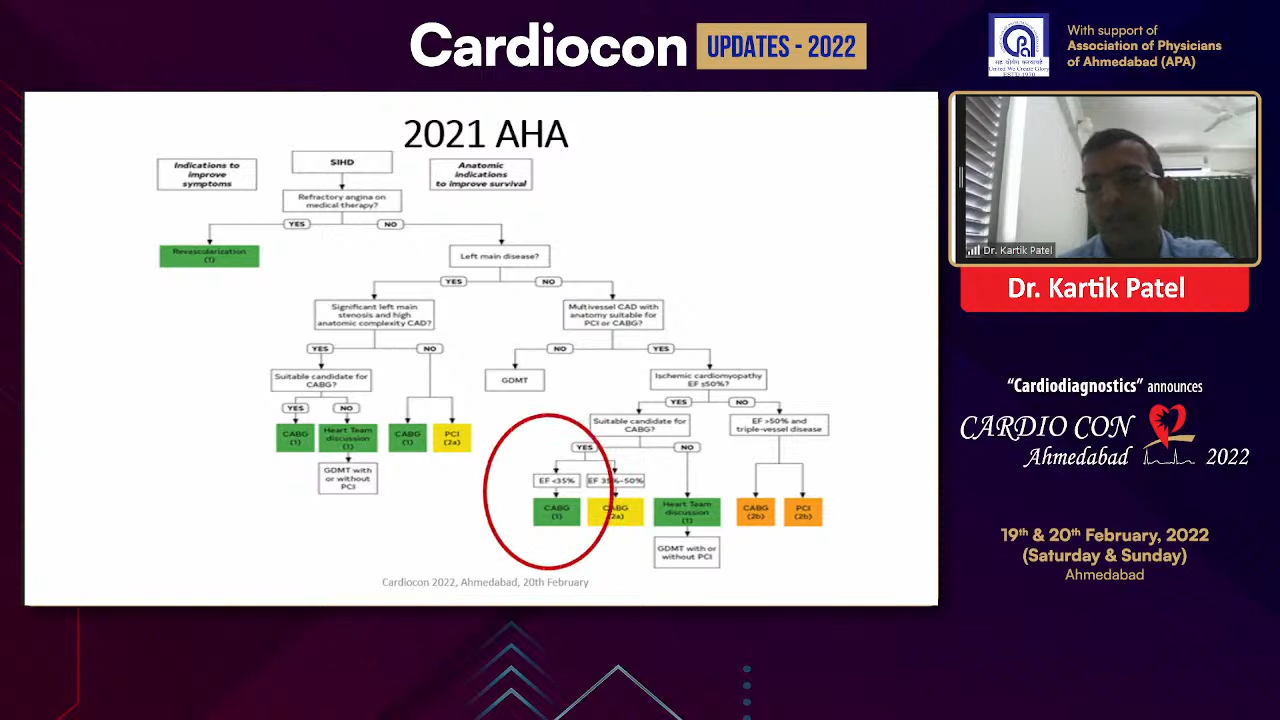 Cardiocon
UPDATES - 2022
With support of
Association of Physicians
of Ahmedabad (APA)
United We Create Glory
ESTD. 1970
2021 AHA
Indications to
improve
symptoms
SIHD
Anatomic
indications
to improve survival
Refractory angina on
medical therapy?
YES
NO
Revascularization
(1)
Left main disease?
YES
NO
Significant left main
stenosis and high
anatomic complexity CAD?
Multivessel CAD with
anatomy suitable for
PCI or CABG?
YES
NO
NO
YES
Suitable candidate for
CABG?
GDMT
Ischemic cardiomyopathy
EF ≤50%?
YES
NO
YES
NO
CABG
(1)
Heart Team
discussion
(1)
CABG
(1)
PCI
(2a)
Suitable candidate for
CABG?
EF >50% and
triple-vessel disease
YES
NO
GDMT with
or without
PCI
EF <35%
EF 35%-50%
CABG
(1)
CABG
(2a)
Heart Team
discussion
(1)
CABG
(2b)
PCI
(2b)
GDMT with or
without PCI
Cardiocon 2022, Ahmedabad, 20th February
Dr. Kartik Patel
Dr. Kartik Patel
“Cardiodiagnostics” announces
CARDIO CON
Ahmedabad 2022
19th & 20th February, 2022
(Saturday & Sunday)
Ahmedabad